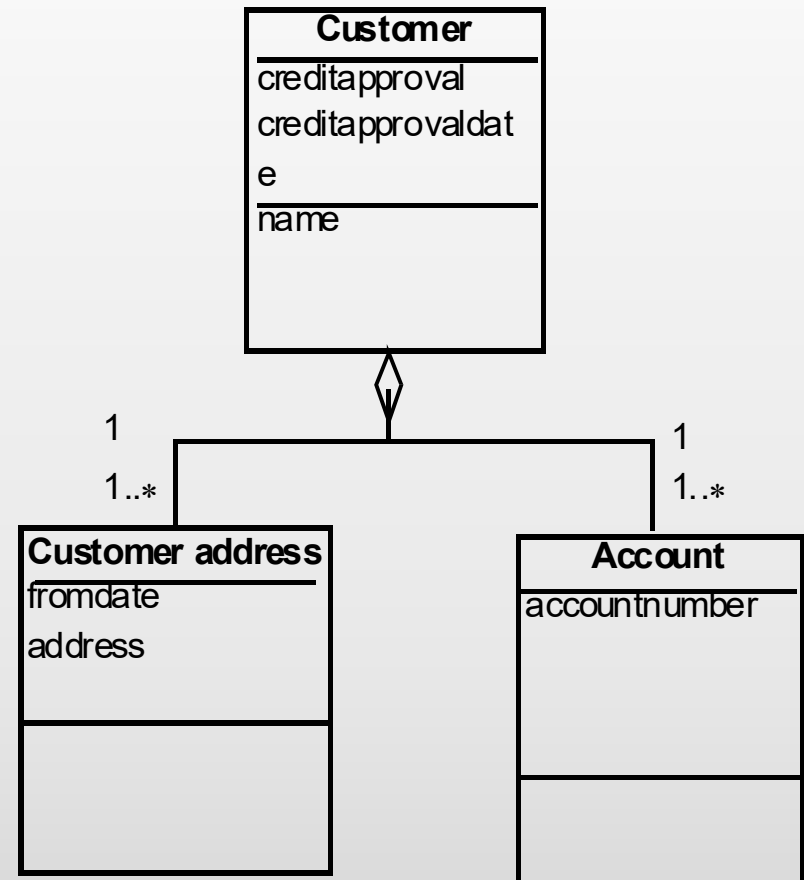 Customer
creditapproval
creditapprovaldat
e
name
1
1
1..*
1..*
Customer address
fromdate
address
Account
accountnumber